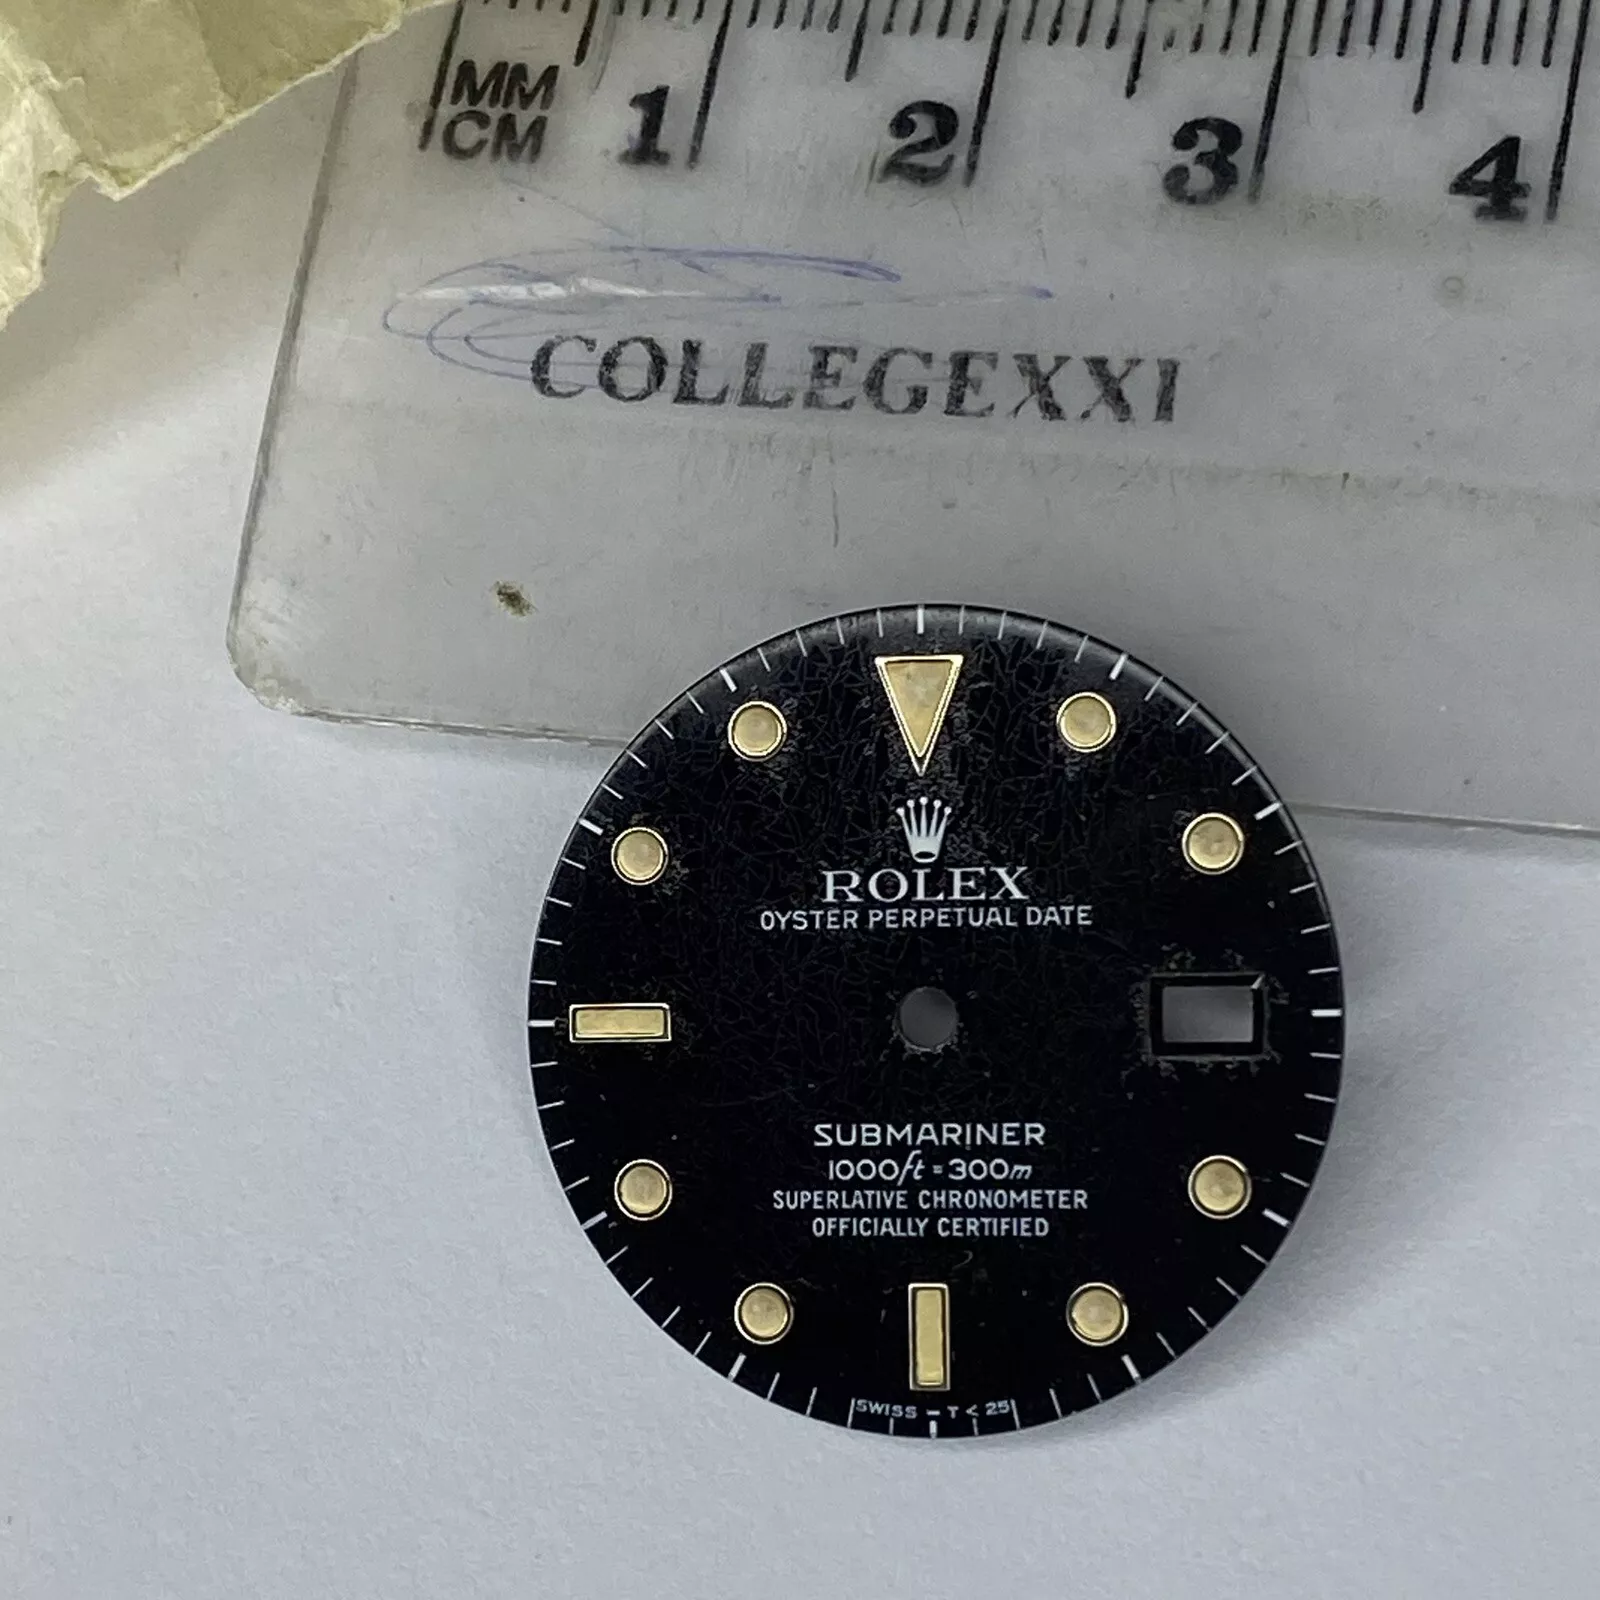 MM
CM
1
2
3
4
COLLEGEXXI
ROLEX
OYSTER PERPETUAL DATE
SUBMARINER
1000ft = 300m
SUPERLATIVE CHRONOMETER
OFFICIALLY CERTIFIED
SWISS - T < 25